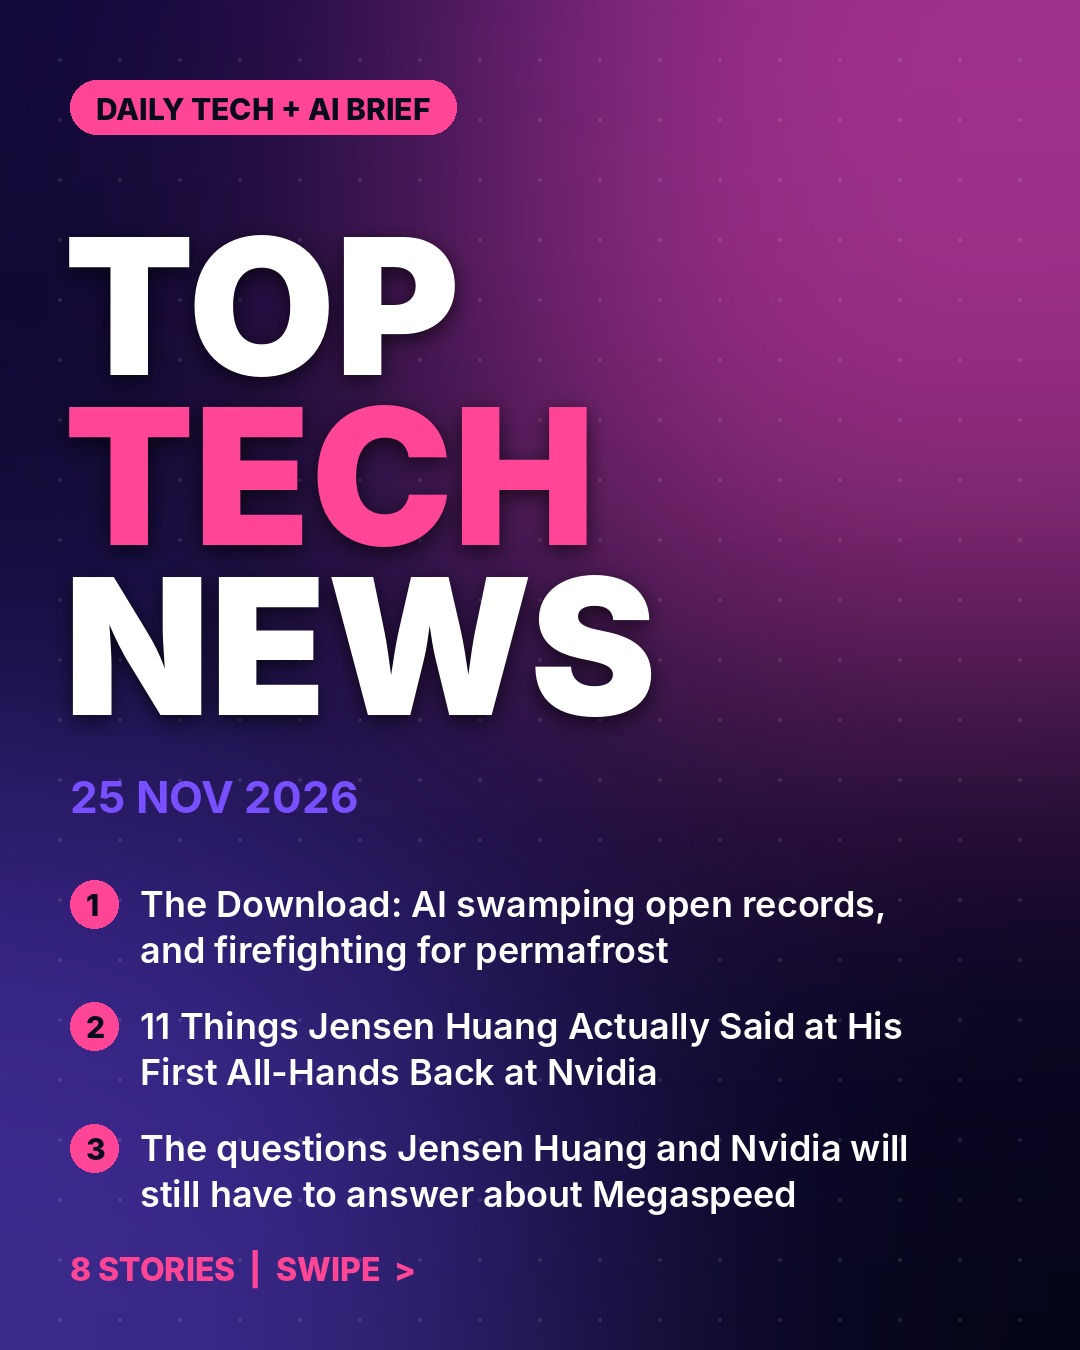 DAILY TECH + AI BRIEF
TOP
TECH
NEWS
25 NOV 2026
1 The Download: AI swamping open records,
and firefighting for permafrost
2 11 Things Jensen Huang Actually Said at His
First All-Hands Back at Nvidia
3 The questions Jensen Huang and Nvidia will
still have to answer about Megaspeed
8 STORIES | SWIPE >